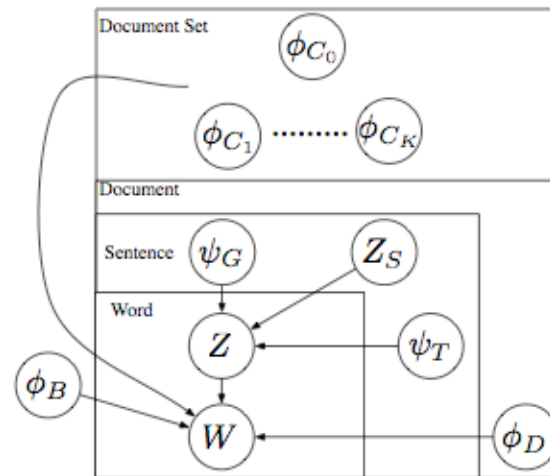 Document Set
ϕ_{C_0}
ϕ_{C_1} ......... ϕ_{C_K}
Document
Sentence ψ_G Z_S
Word
Z ψ_T
ϕ_B
W ϕ_D